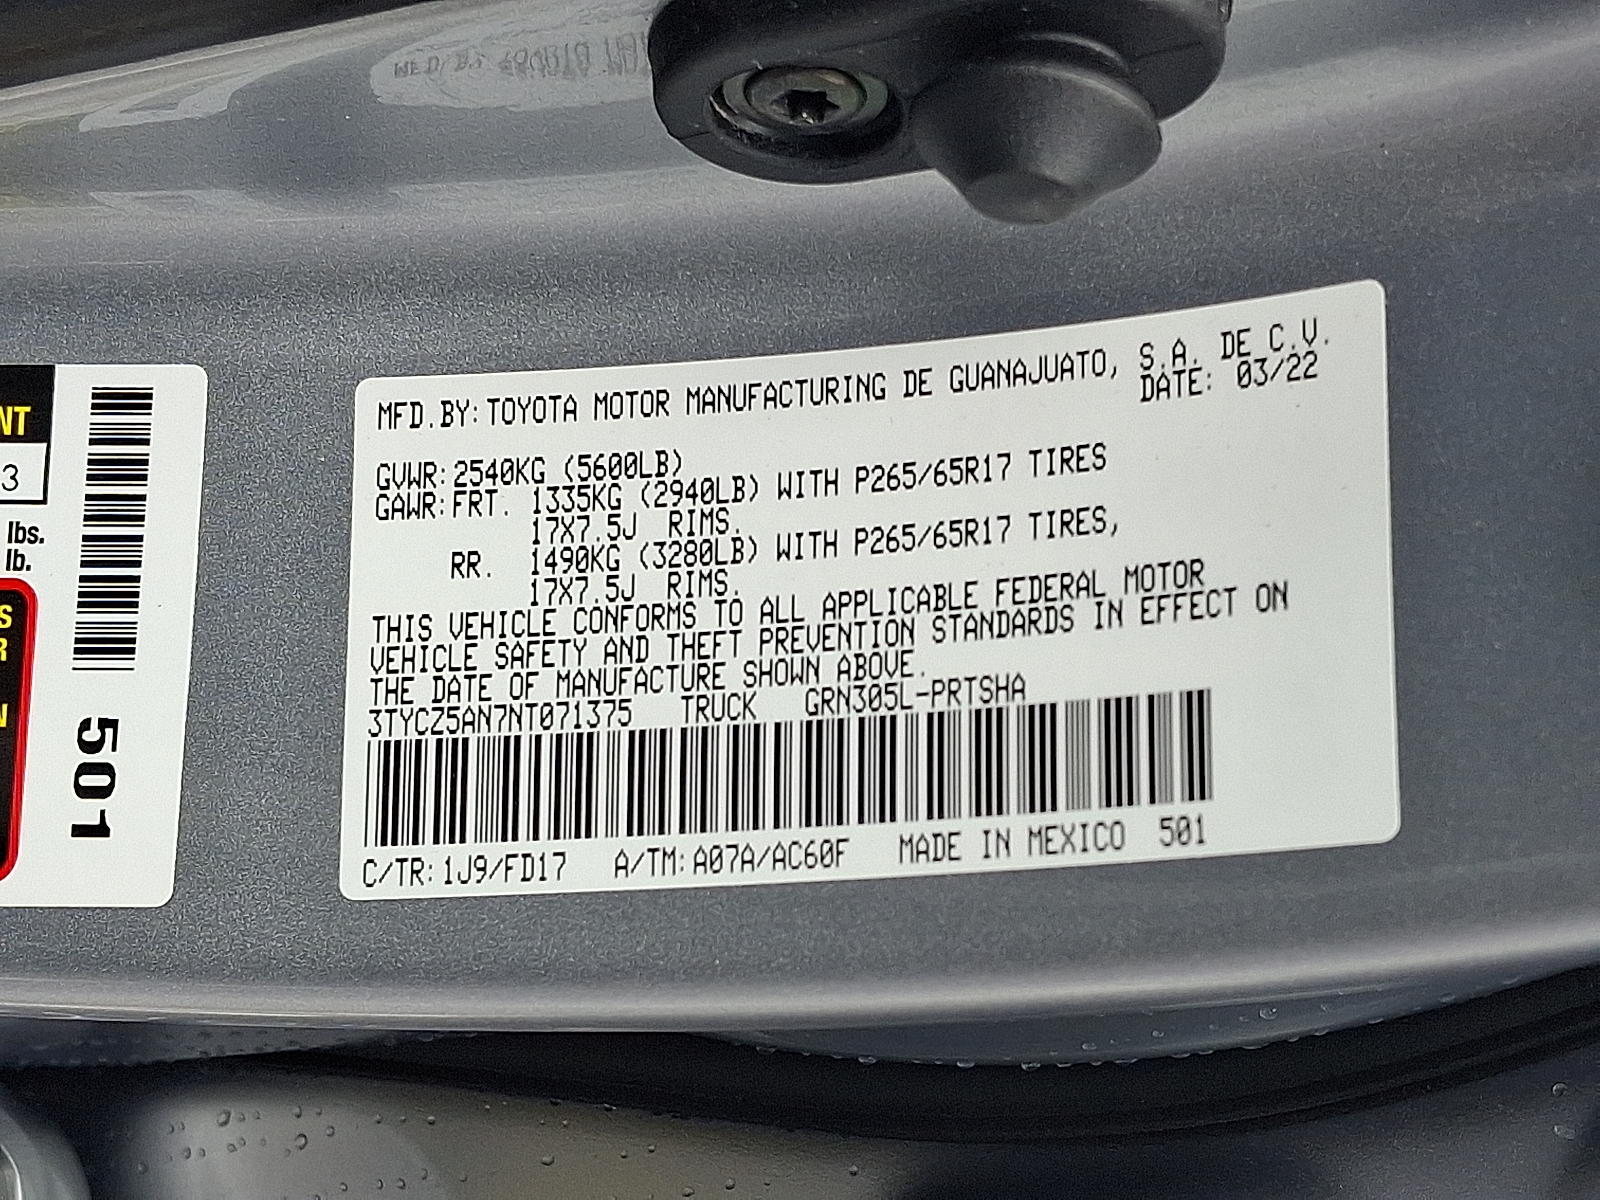 MFD.BY:TOYOTA MOTOR MANUFACTURING DE GUANAJUATO, S.A. DE C.V.
DATE: 03/22
GVWR:2540KG (5600LB)
GAWR:FRT. 1335KG (2940LB) WITH P265/65R17 TIRES
17X7.5J RIMS.
RR. 1490KG (3280LB) WITH P265/65R17 TIRES,
17X7.5J RIMS.
THIS VEHICLE CONFORMS TO ALL APPLICABLE FEDERAL MOTOR
VEHICLE SAFETY AND THEFT PREVENTION STANDARDS IN EFFECT ON
THE DATE OF MANUFACTURE SHOWN ABOVE.
3TYCZ5AN7NT071375 TRUCK GRN305L-PRTSHA
C/TR:1J9/FD17 A/TM:A07A/AC60F MADE IN MEXICO 501
NT
3
lbs.
lb.
S
R
N
501